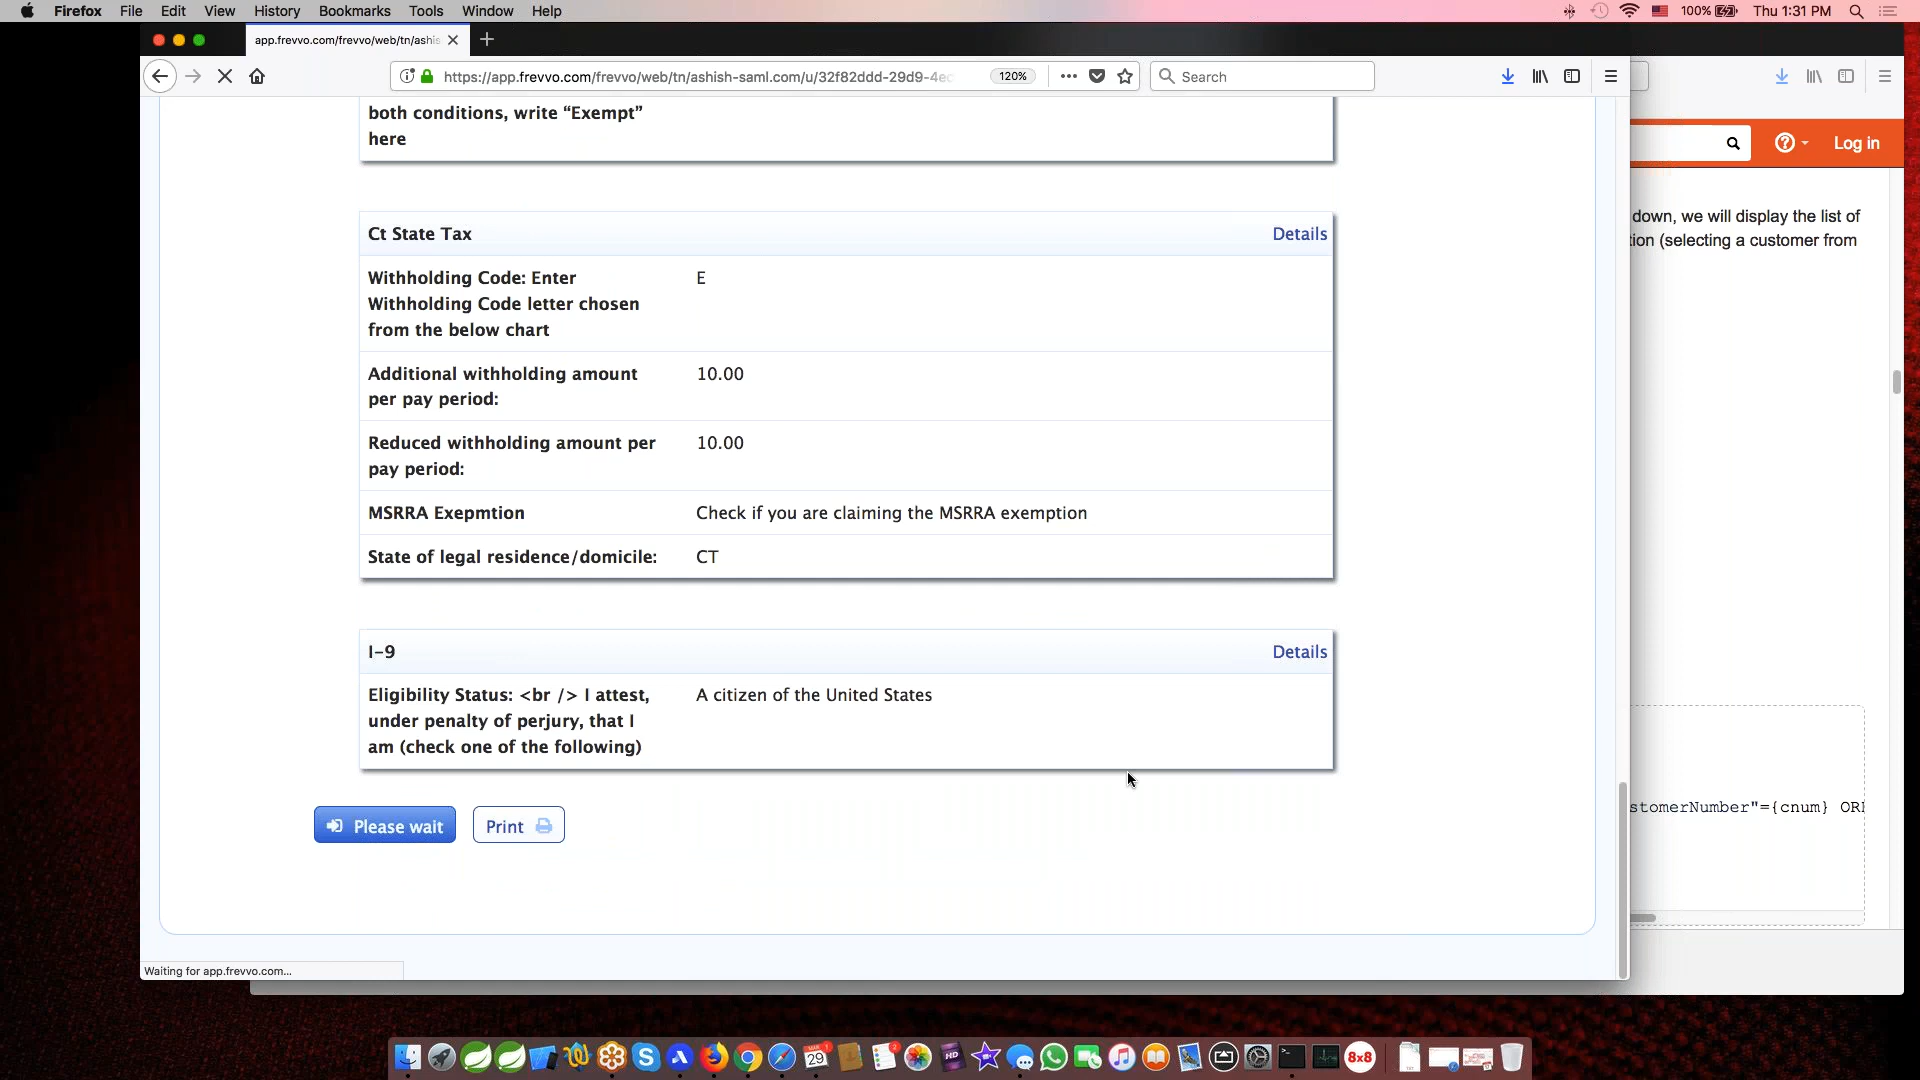 Firefox File Edit View History Bookmarks Tools Window Help 100% Thu 1:31 PM
app.frevvo.com/frevvo/web/tn/ashis
https://app.frevvo.com/frevvo/web/tn/ashish-saml.com/u/32f82ddd-29d9-4ec 120% Search
Log in
both conditions, write “Exempt”
here
down, we will display the list of
tion (selecting a customer from
Ct State Tax Details
Withholding Code: Enter E
Withholding Code letter chosen
from the below chart
Additional withholding amount 10.00
per pay period:
Reduced withholding amount per 10.00
pay period:
MSRRA Exepmtion Check if you are claiming the MSRRA exemption
State of legal residence/domicile: CT
I-9 Details
Eligibility Status: <br /> I attest, A citizen of the United States
under penalty of perjury, that I
am (check one of the following)
stomerNumber"={cnum} OR
Please wait Print
Waiting for app.frevvo.com...
MAR 29 1
2
HD
8x8